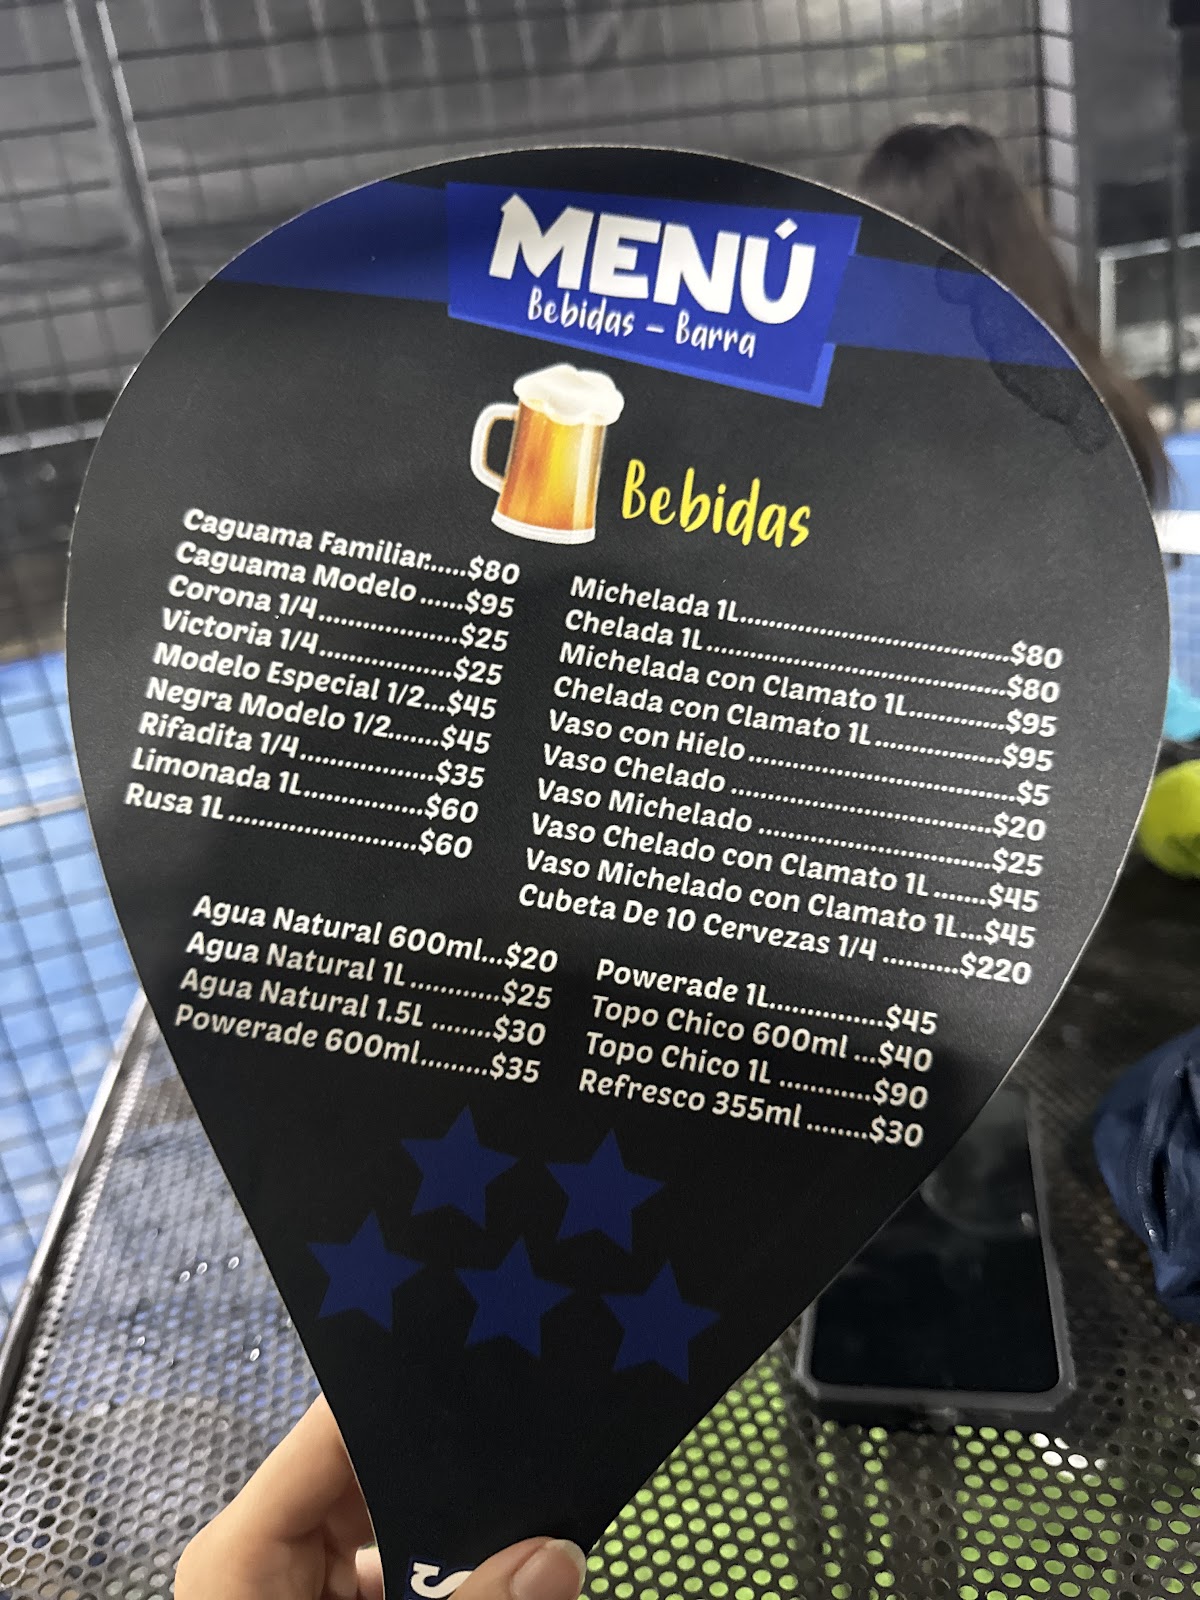 MENÚ
Bebidas - Barra
Bebidas
Caguama Familiar......$80
Caguama Modelo ......$95
Corona 1/4...................$25
Victoria 1/4..................$25
Modelo Especial 1/2...$45
Negra Modelo 1/2.......$45
Rifadita 1/4..................$35
Limonada 1L................$60
Rusa 1L.........................$60
Michelada 1L....................................$80
Chelada 1L........................................$80
Michelada con Clamato 1L.............$95
Chelada con Clamato 1L.................$95
Vaso con Hielo....................................$5
Vaso Chelado ...................................$20
Vaso Michelado ...............................$25
Vaso Chelado con Clamato 1L .......$45
Vaso Michelado con Clamato 1L...$45
Cubeta De 10 Cervezas 1/4 ..........$220
Agua Natural 600ml...$20
Agua Natural 1L............$25
Agua Natural 1.5L ........$30
Powerade 600ml.........$35
Powerade 1L...............$45
Topo Chico 600ml ...$40
Topo Chico 1L ............$90
Refresco 355ml ........$30